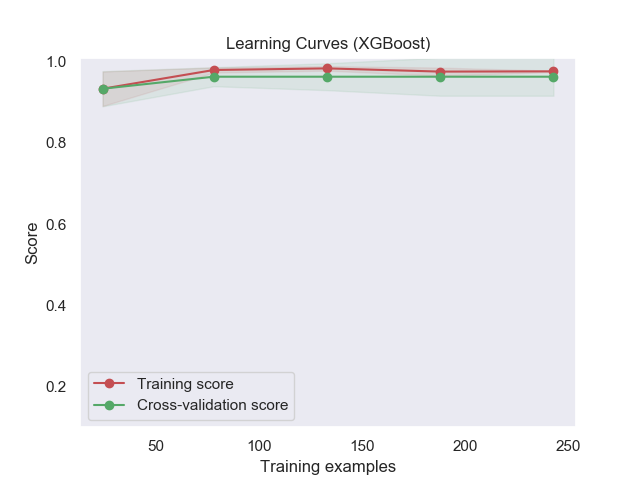 Learning Curves (XGBoost)
1.0
0.8
0.6
0.4
0.2
Score
Training score
Cross-validation score
50 100 150 200 250
Training examples